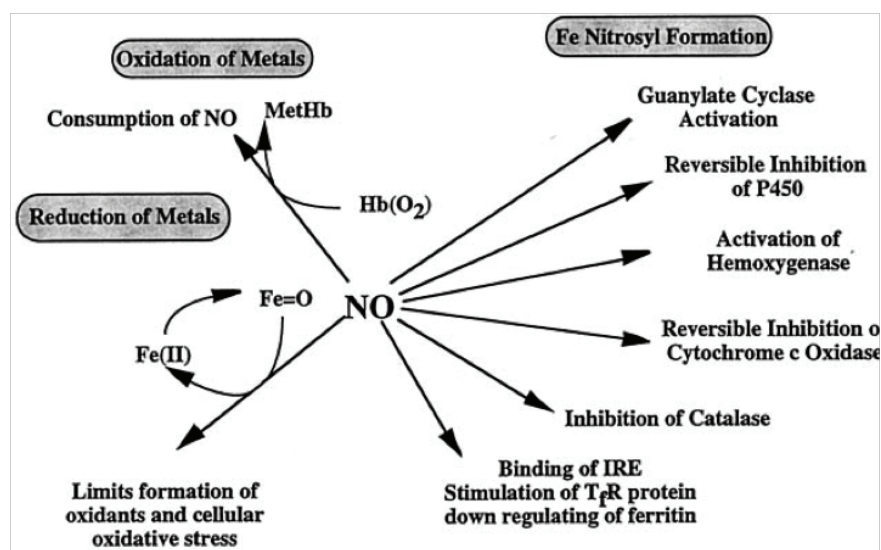 Oxidation of Metals
Fe Nitrosyl Formation
Consumption of NO
MetHb
Hb(O2)
Reduction of Metals
Fe=O
Fe(II)
NO
Guanylate Cyclase
Activation
Reversible Inhibition
of P450
Activation of
Hemoxygenase
Reversible Inhibition o
Cytochrome c Oxidase
Inhibition of Catalase
Binding of IRE
Stimulation of TfR protein
down regulating of ferritin
Limits formation of
oxidants and cellular
oxidative stress